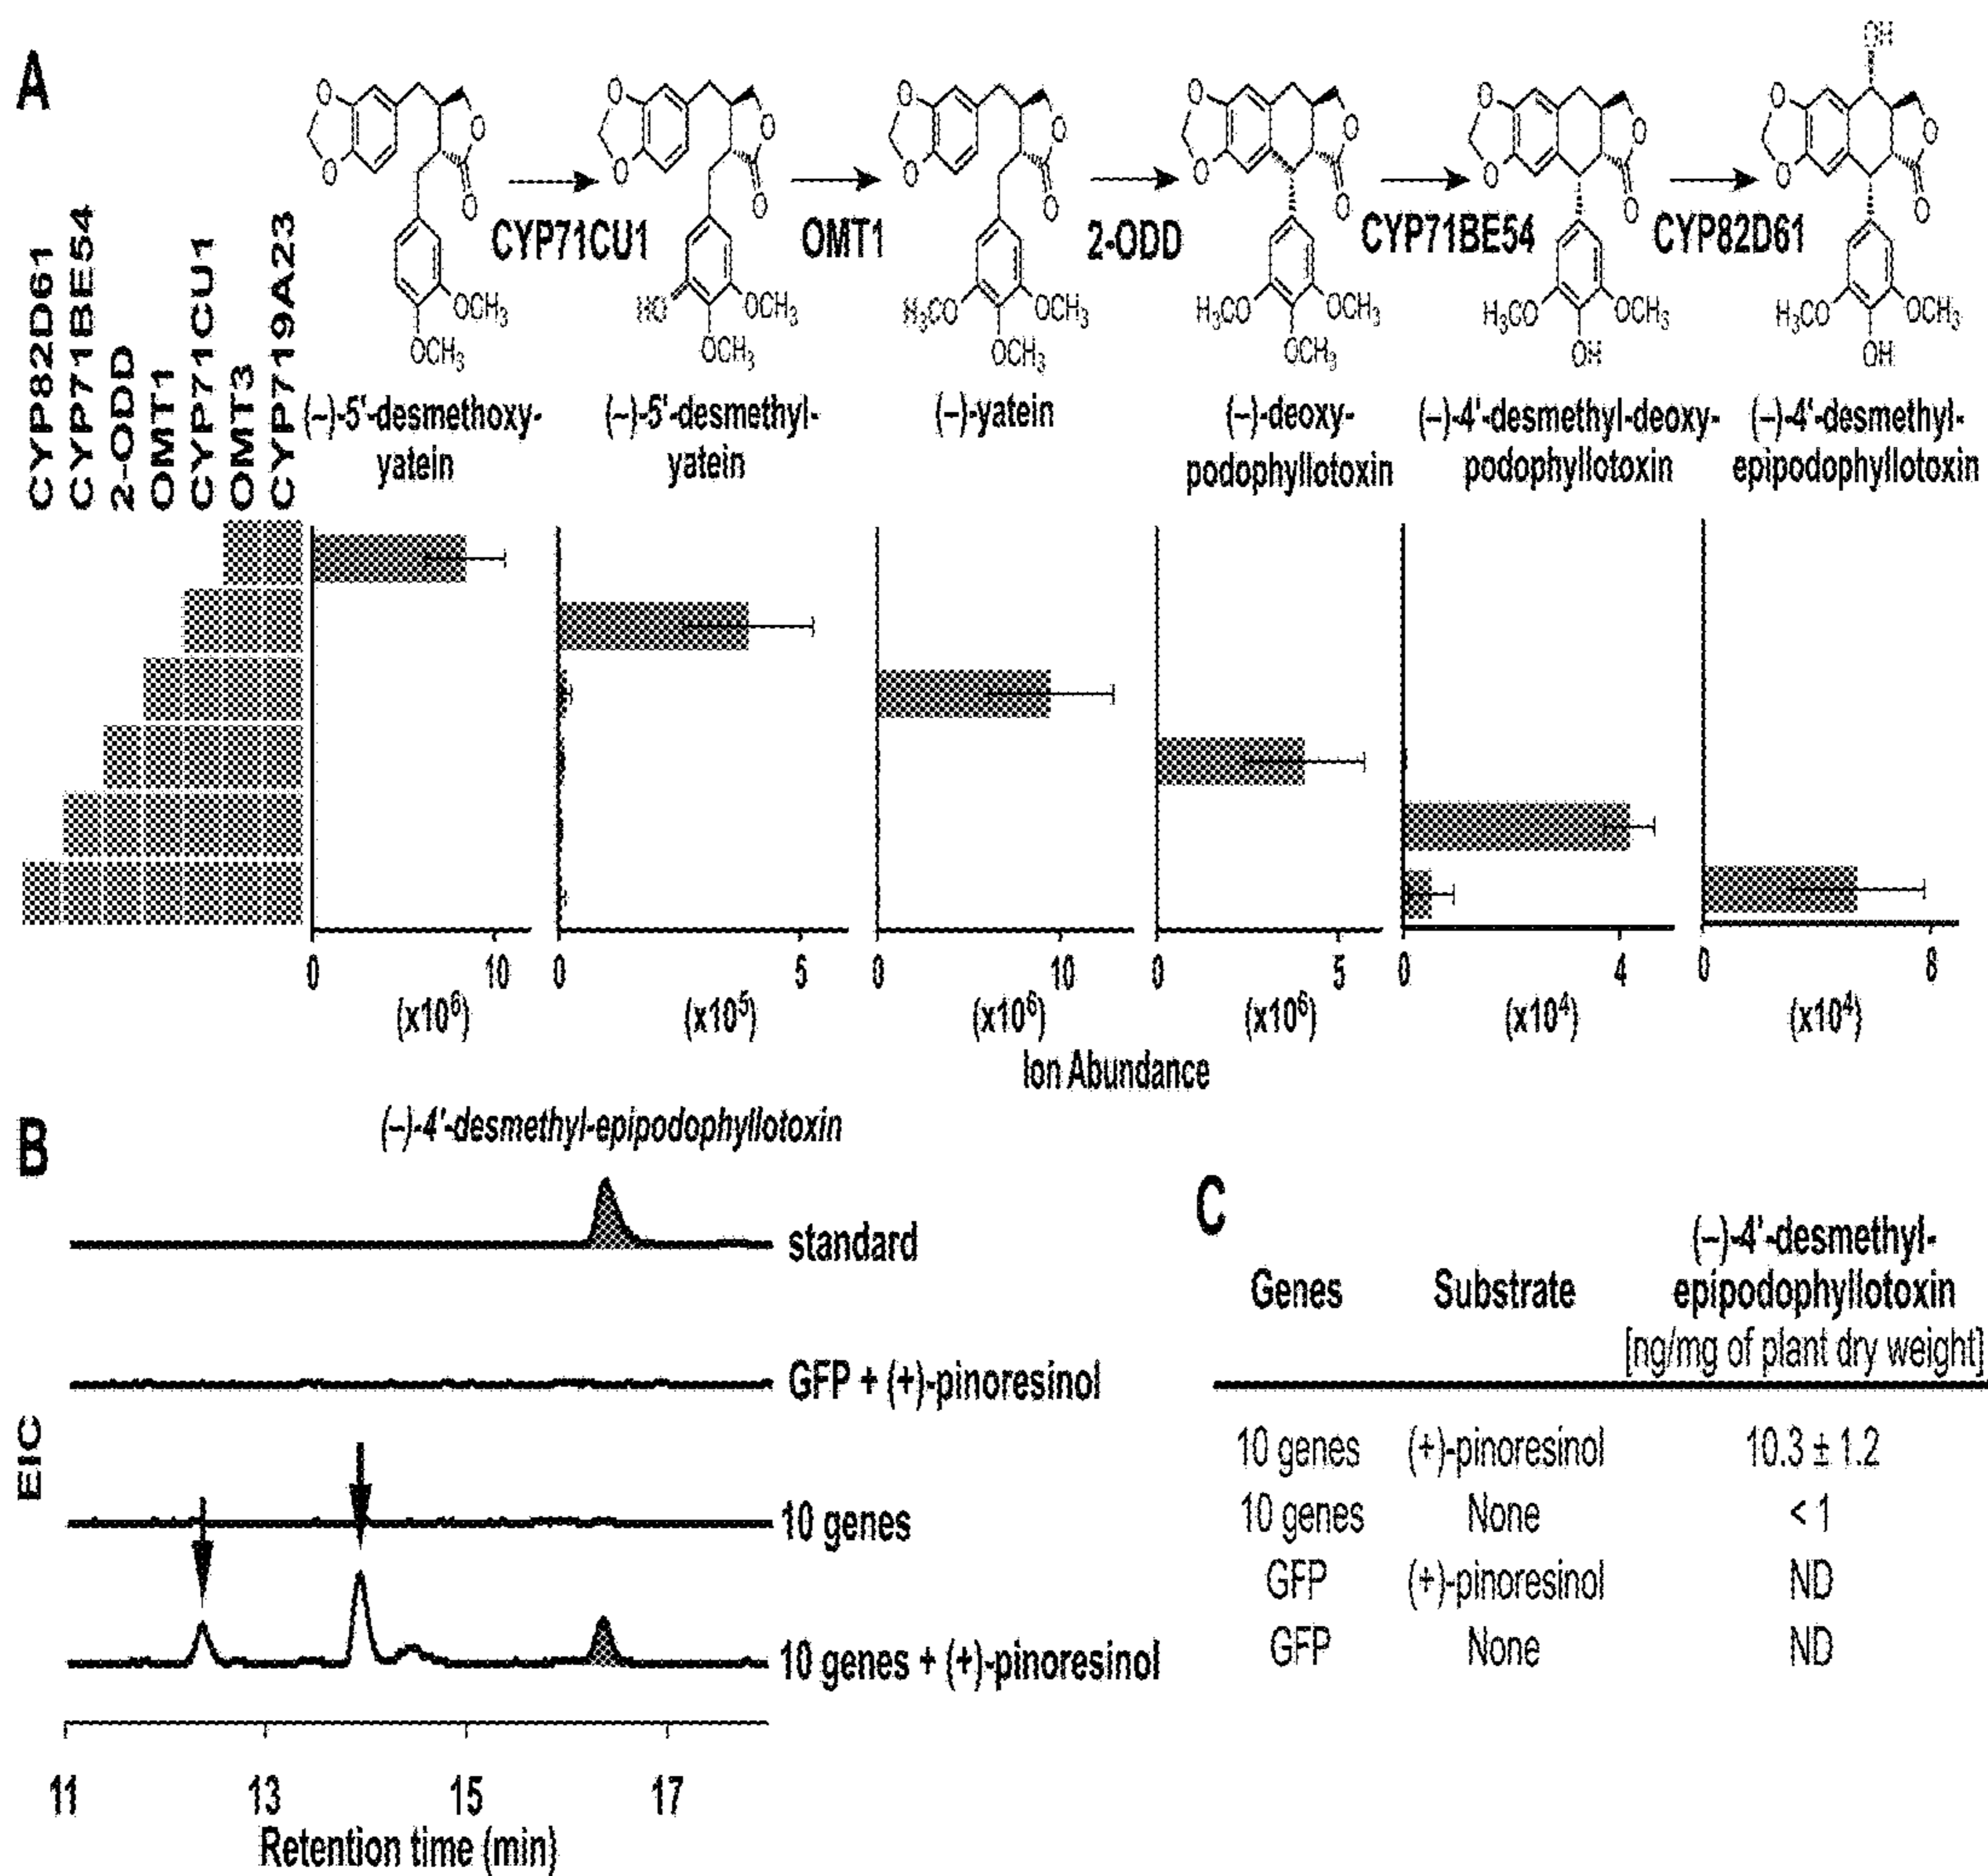 A
OH
O
O
O
O
OCH3
OCH3
O
O
O
O
HO
OCH3
OCH3
O
O
O
O
H3CO
OCH3
OCH3
O
O
O
O
H3CO
OCH3
OCH3
O
O
O
O
H3CO
OCH3
OH
O
O
O
O
H3CO
OCH3
OH
CYP71CU1
OMT1
2-ODD
CYP71BE54
CYP82D61
CYP82D61
CYP71BE54
2-ODD
OMT1
CYP71CU1
OMT3
CYP719A23
(–)-5'-desmethoxy-
yatein
(–)-5'-desmethyl-
yatein
(–)-yatein
(–)-deoxy-
podophyllotoxin
(–)-4'-desmethyl-deoxy-
podophyllotoxin
(–)-4'-desmethyl-
epipodophyllotoxin
0 10
(x10⁶)
0 5
(x10⁵)
0 10
(x10⁶)
0 5
(x10⁶)
0 4
(x10⁴)
0 8
(x10⁴)
Ion Abundance
B
(–)-4'-desmethyl-epipodophyllotoxin
standard
GFP + (+)-pinoresinol
10 genes
10 genes + (+)-pinoresinol
EIC
11 13 15 17
Retention time (min)
C
Genes Substrate (–)-4'-desmethyl-
epipodophyllotoxin
[ng/mg of plant dry weight]
10 genes (+)-pinoresinol 10.3 ± 1.2
10 genes None < 1
GFP (+)-pinoresinol ND
GFP None ND